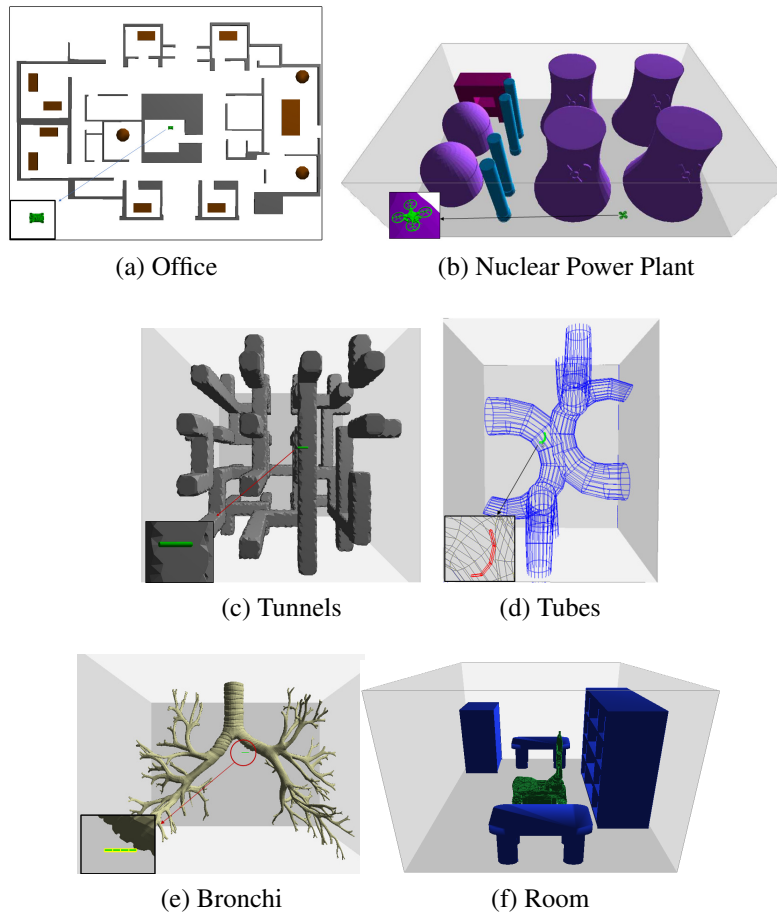 (a) Office
(b) Nuclear Power Plant
(c) Tunnels
(d) Tubes
(e) Bronchi
(f) Room